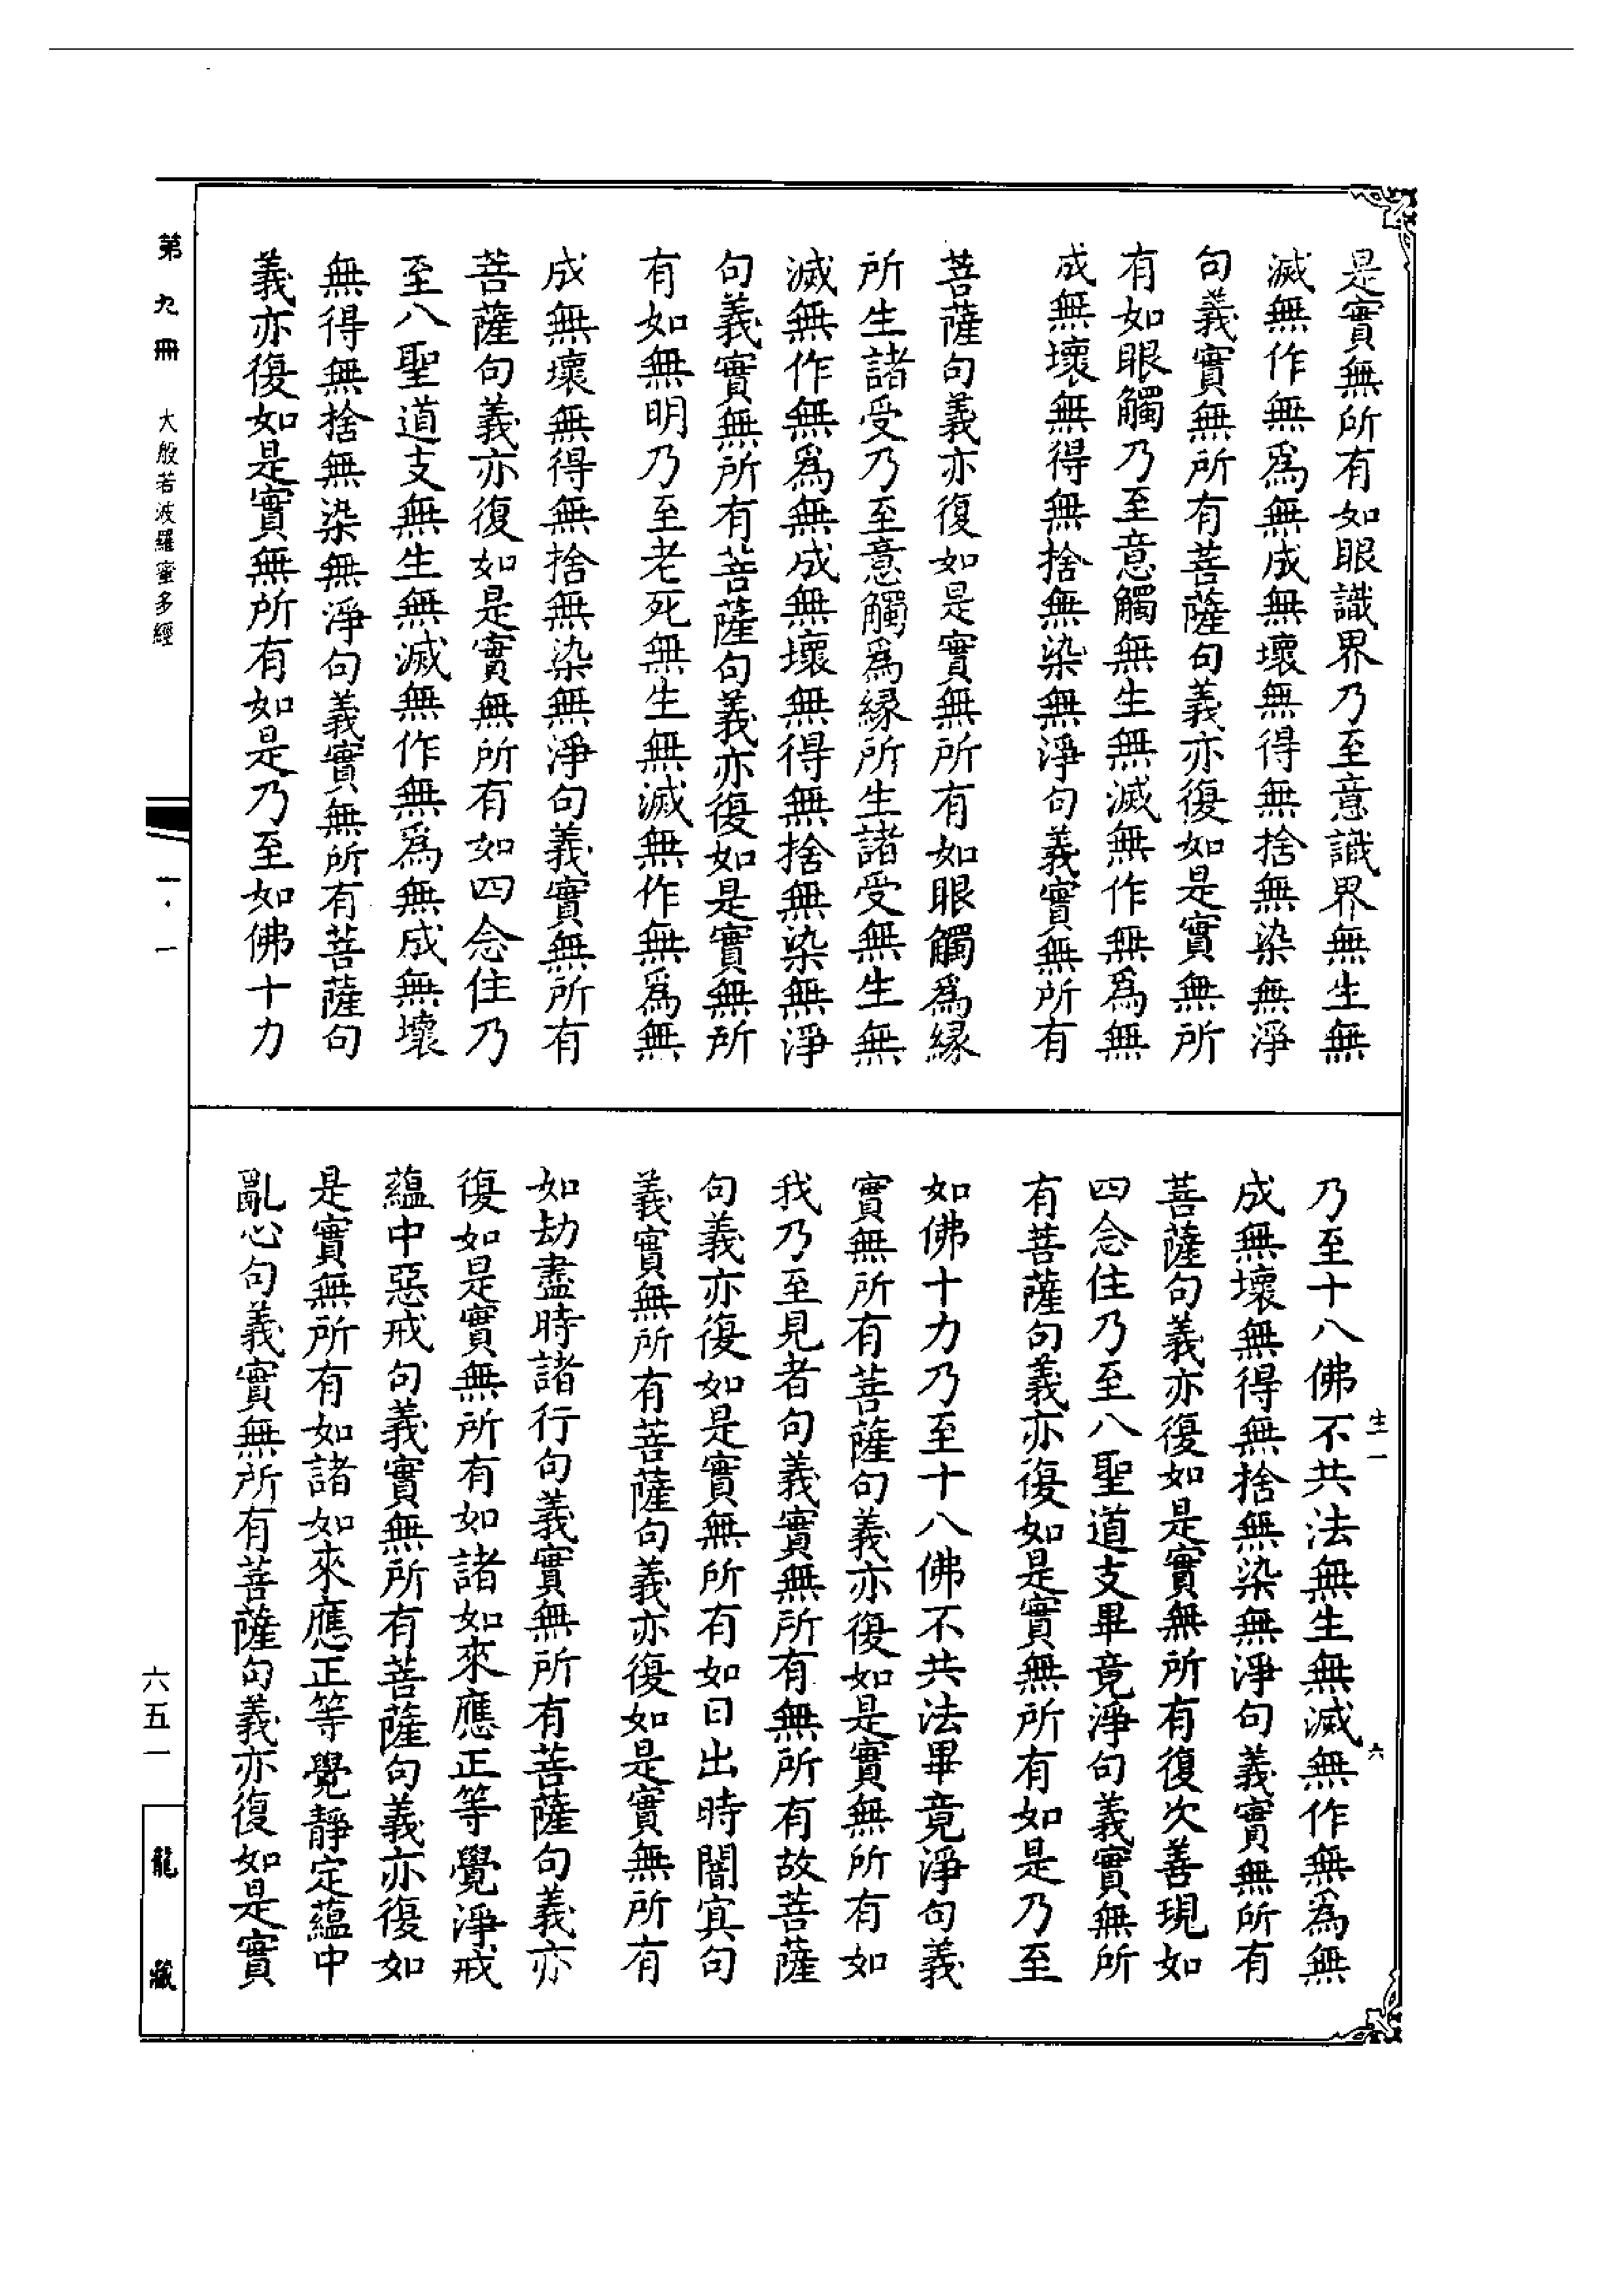 是實無所有如眼識界乃至意識界無生無
滅無作無爲無成無壞無得無捨無染無淨
句義實無所有菩薩句義亦復如是實無所
有如眼觸乃至意觸無生無滅無作無爲無
成無壞無得無捨無染無淨句義實無所有
菩薩句義亦復如是實無所有如眼觸爲緣
所生諸受乃至意觸爲緣所生諸受無生無
滅無作無爲無成無壞無得無捨無染無淨
句義實無所有菩薩句義亦復如是實無所
有如無明乃至老死無生無滅無作無爲無
成無壞無得無捨無染無淨句義實無所有
菩薩句義亦復如是實無所有如四念住乃
至八聖道支無生無滅無作無爲無成無壞
無得無捨無染無淨句義實無所有菩薩句
義亦復如是實無所有如是乃至如佛十力
乃至十八佛不共法無生無滅無作無爲無
成無壞無得無捨無染無淨句義實無所有
菩薩句義亦復如是實無所有復次善現如
四念住乃至八聖道支畢竟淨句義實無所
有菩薩句義亦復如是實無所有如是乃至
如佛十力乃至十八佛不共法畢竟淨句義
實無所有菩薩句義亦復如是實無所有如
我乃至見者句義實無所有無所有故菩薩
句義亦復如是實無所有如日出時闇冥句
義實無所有菩薩句義亦復如是實無所有
如劫盡時諸行句義實無所有菩薩句義亦
復如是實無所有如諸如來應正等覺淨戒
蘊中惡戒句義實無所有菩薩句義亦復如
是實無所有如諸如來應正等覺靜定蘊中
亂心句義實無所有菩薩句義亦復如是實
生一
六
第九冊
大般若波羅蜜多經
一·一
六五一
龍藏